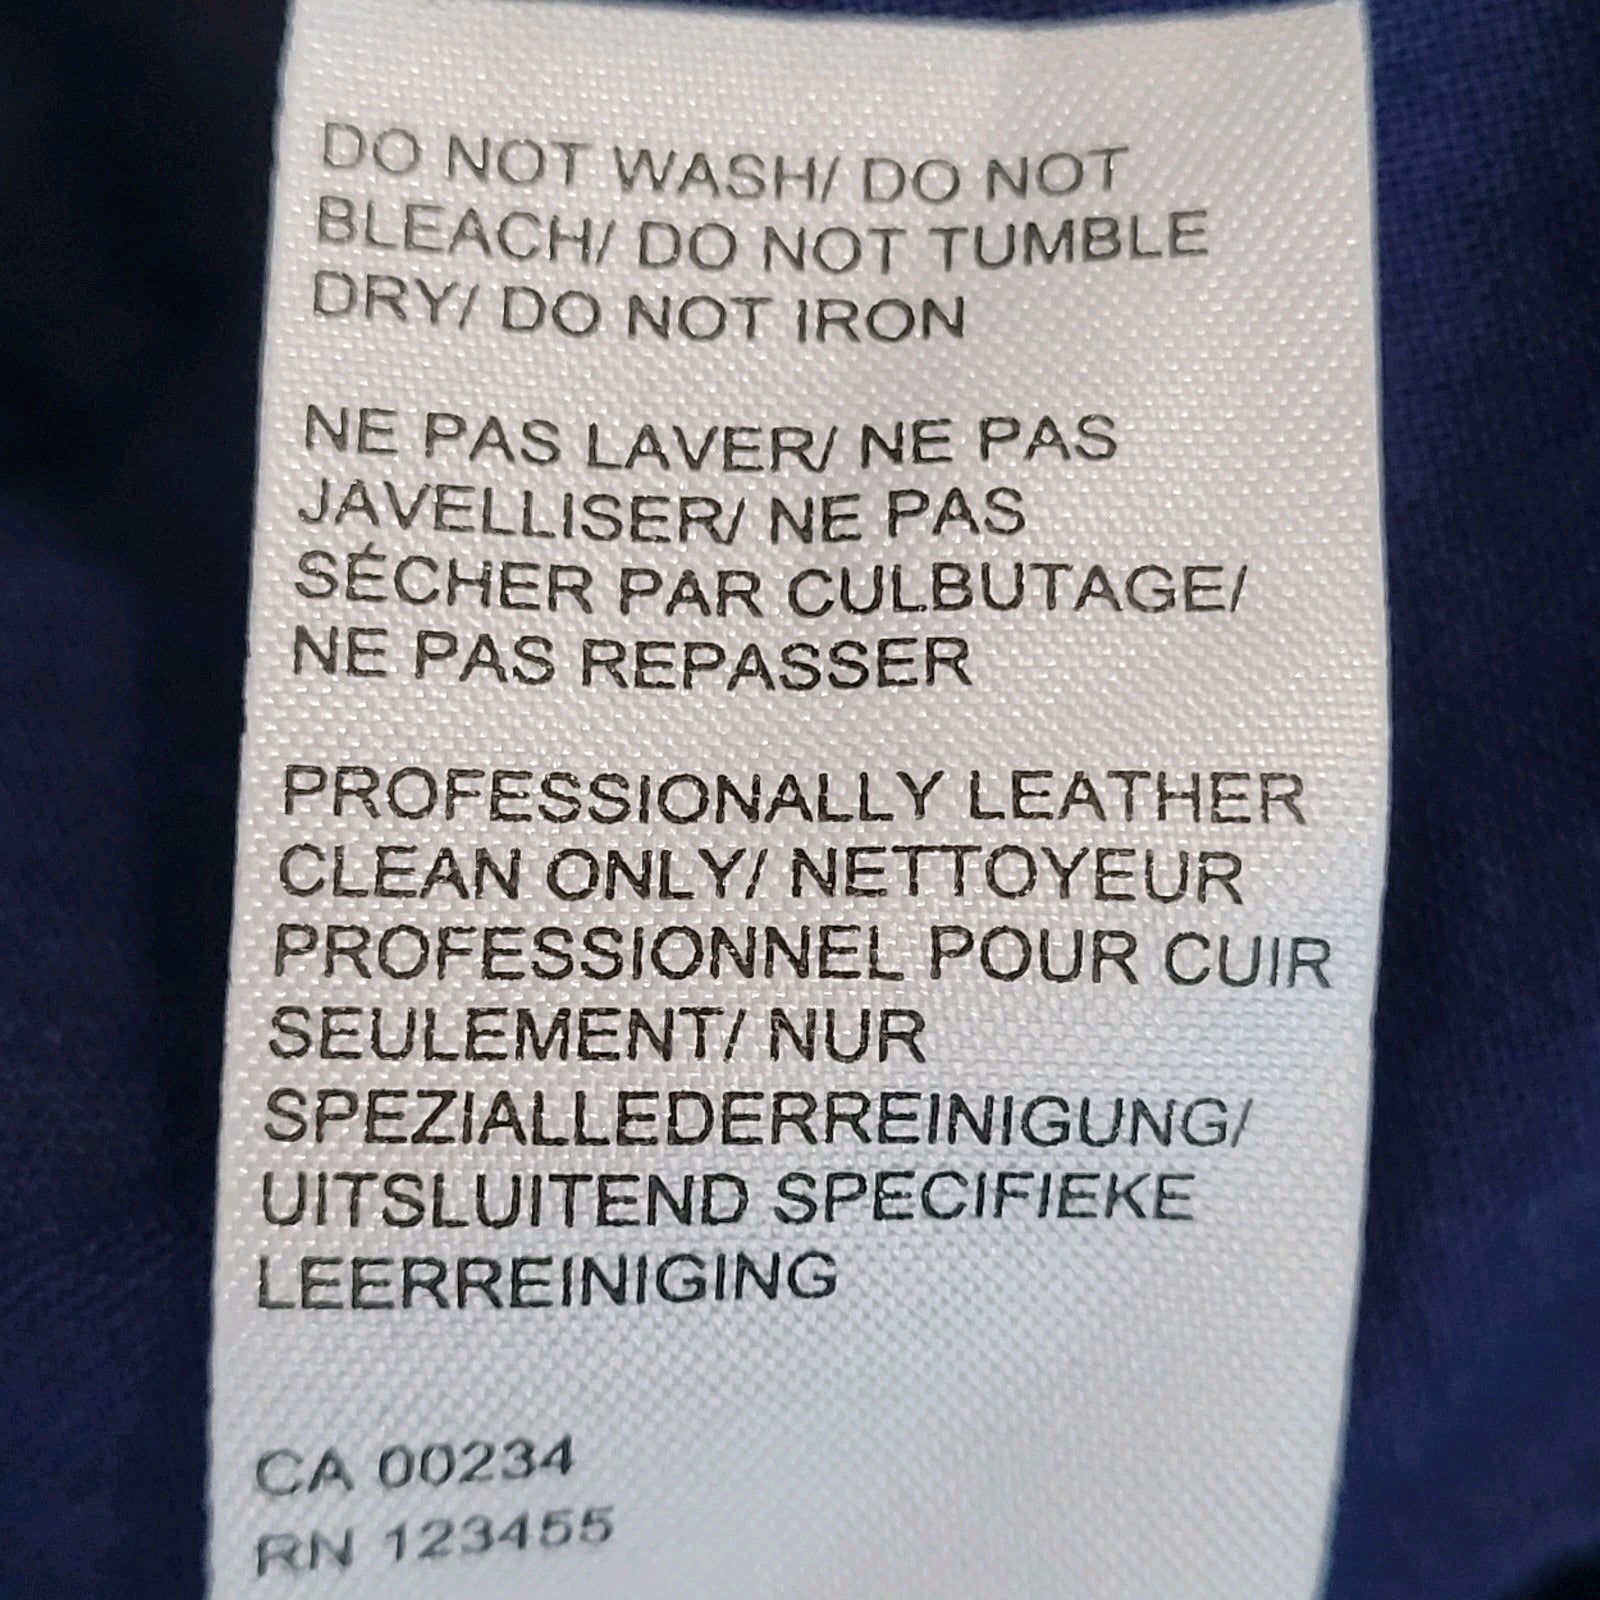 DO NOT WASH/ DO NOT
BLEACH/ DO NOT TUMBLE
DRY/ DO NOT IRON
NE PAS LAVER/ NE PAS
JAVELLISER/ NE PAS
SÉCHER PAR CULBUTAGE/
NE PAS REPASSER
PROFESSIONALLY LEATHER
CLEAN ONLY/ NETTOYEUR
PROFESSIONNEL POUR CUIR
SEULEMENT/ NUR
SPEZIALLEDERREINIGUNG/
UITSLUITEND SPECIFIEKE
LEERREINIGING
CA 00234
RN 123455